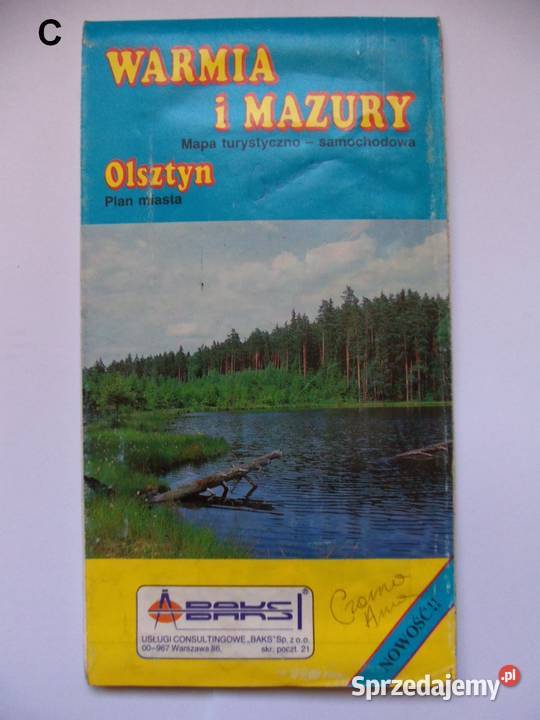 C
WARMIA
i MAZURY
Mapa turystyczno – samochodowa
Olsztyn
Plan miasta
BAKS ®
USŁUGI CONSULTINGOWE „BAKS" Sp. z o.o.
00-967 Warszawa 86, skr. poczt. 21
Anna
NOWOŚĆ!!
Sprzedajemy.pl